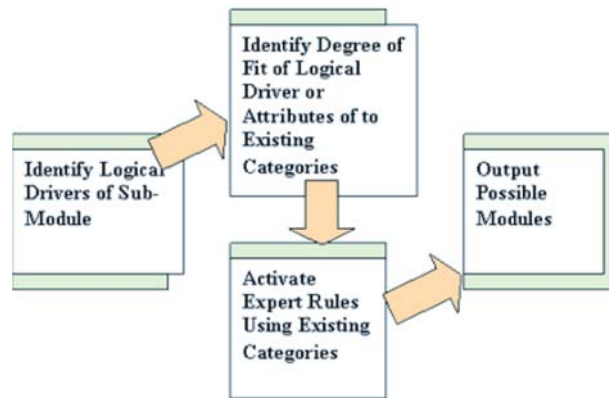 Identify Logical
Drivers of Sub-
Module
Identify Degree of
Fit of Logical
Driver or
Attributes of to
Existing
Categories
Activate
Expert Rules
Using Existing
Categories
Output
Possible
Modules